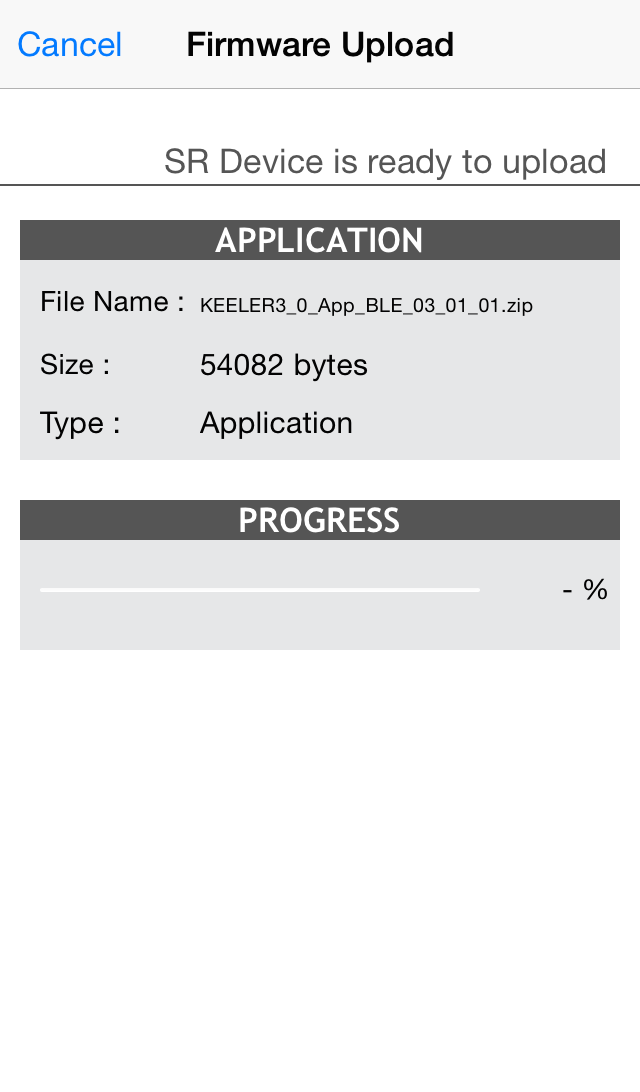 Cancel Firmware Upload
SR Device is ready to upload
APPLICATION
File Name : KEELER3_0_App_BLE_03_01_01.zip
Size : 54082 bytes
Type : Application
PROGRESS
- %